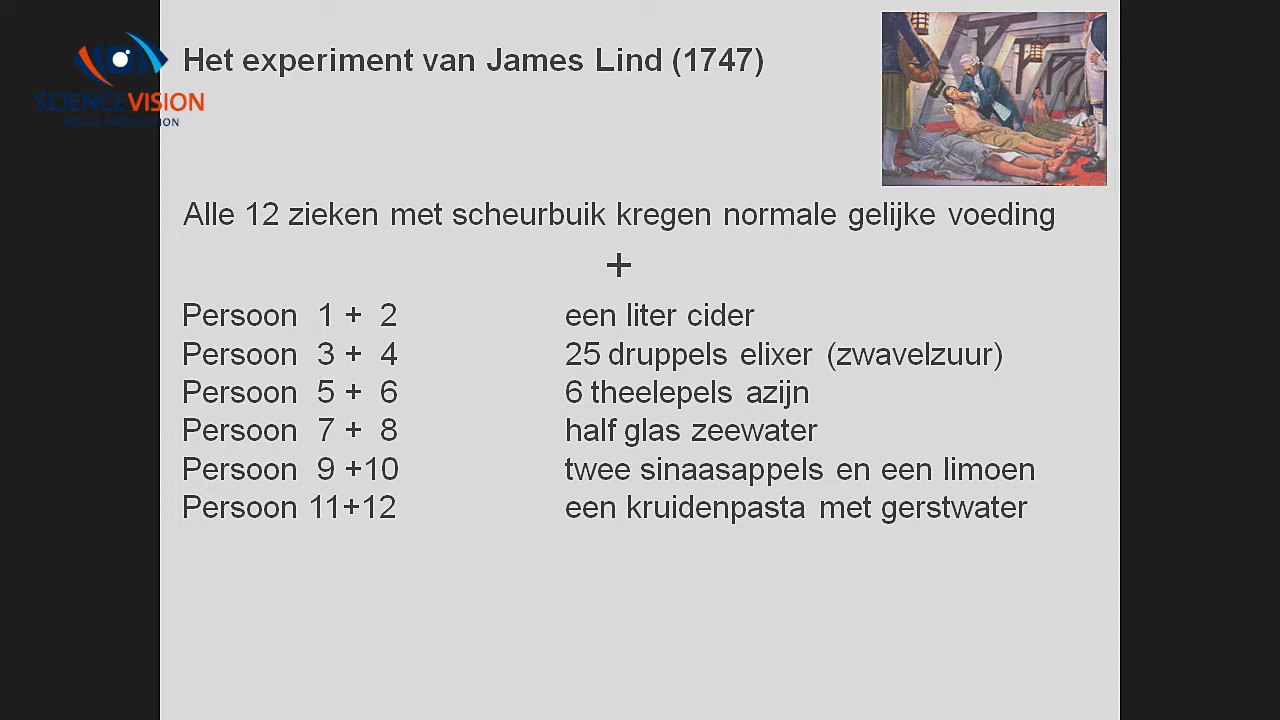 Het experiment van James Lind (1747)
SCIENCEVISION
Alle 12 zieken met scheurbuik kregen normale gelijke voeding
+
Persoon 1 + 2 een liter cider
Persoon 3 + 4 25 druppels elixer (zwavelzuur)
Persoon 5 + 6 6 theelepels azijn
Persoon 7 + 8 half glas zeewater
Persoon 9 +10 twee sinaasappels en een limoen
Persoon 11+12 een kruidenpasta met gerstwater